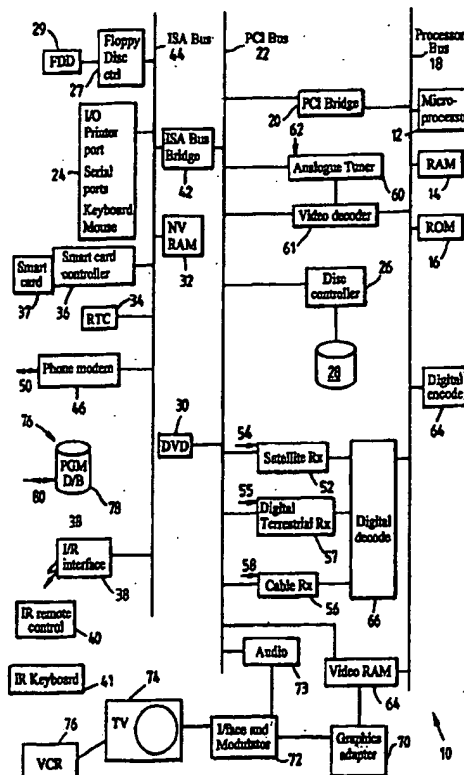 29
FDD
Floppy
Disc
ctrl
27
ISA Bus
44
PCI Bus
22
Processor
Bus
18
I/O
Printer
port
Serial
ports
Keyboard
Mouse
24
ISA Bus
Bridge
42
20
PCI Bridge
Micro-
processor
12
62
Analogue Tuner
60
RAM
14
Video decoder
61
ROM
16
NV
RAM
32
Smart
card
37
Smart card
controller
36
Disc
controller
26
28
34
RTC
50
Phone modem
46
Digital
encode
64
30
DVD
76
PGM
D/B
80
78
54
Satellite Rx
52
55
Digital
Terrestrial Rx
57
58
Cable Rx
56
Digital
decode
66
38
I/R
interface
38
IR remote
control
40
IR Keyboard
41
74
TV
76
VCR
Audio
73
I/face and
Modulator
72
Video RAM
64
Graphics
adapter
70
10